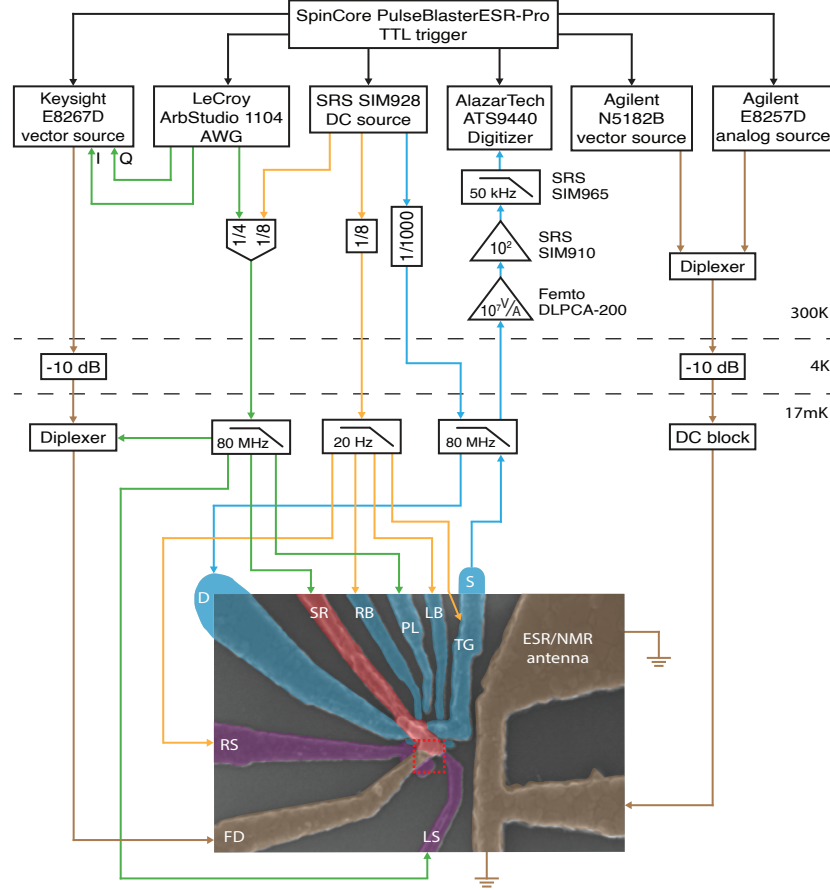 SpinCore PulseBlasterESR-Pro
TTL trigger
Keysight
E8267D
vector source
LeCroy
ArbStudio 1104
AWG
SRS SIM928
DC source
AlazarTech
ATS9440
Digitizer
Agilent
N5182B
vector source
Agilent
E8257D
analog source
I
Q
50 kHz
SRS
SIM965
1/4
1/8
1/8
1/1000
10²
SRS
SIM910
Diplexer
10⁷ V/A
Femto
DLPCA-200
300K
-10 dB
-10 dB
4K
17mK
Diplexer
80 MHz
20 Hz
80 MHz
DC block
D
S
SR
RB
PL
LB
TG
ESR/NMR
antenna
RS
FD
LS